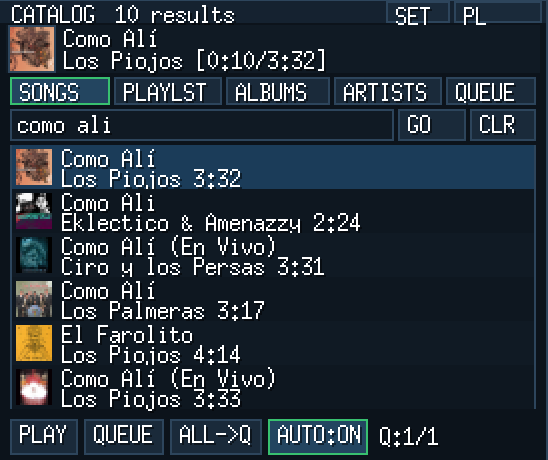 CATALOG 10 results SET PL
Como Alí
Los Piojos [0:10/3:32]
SONGS PLAYLST ALBUMS ARTISTS QUEUE
como ali GO CLR
Como Alí
Los Piojos 3:32
Como Ali
Eklectico & Amenazzy 2:24
Como Alí (En Vivo)
Ciro y los Persas 3:31
Como Alí
Los Palmeras 3:17
El Farolito
Los Piojos 4:14
Como Alí (En Vivo)
Los Piojos 3:33
PLAY QUEUE ALL->Q AUTO:ON Q:1/1